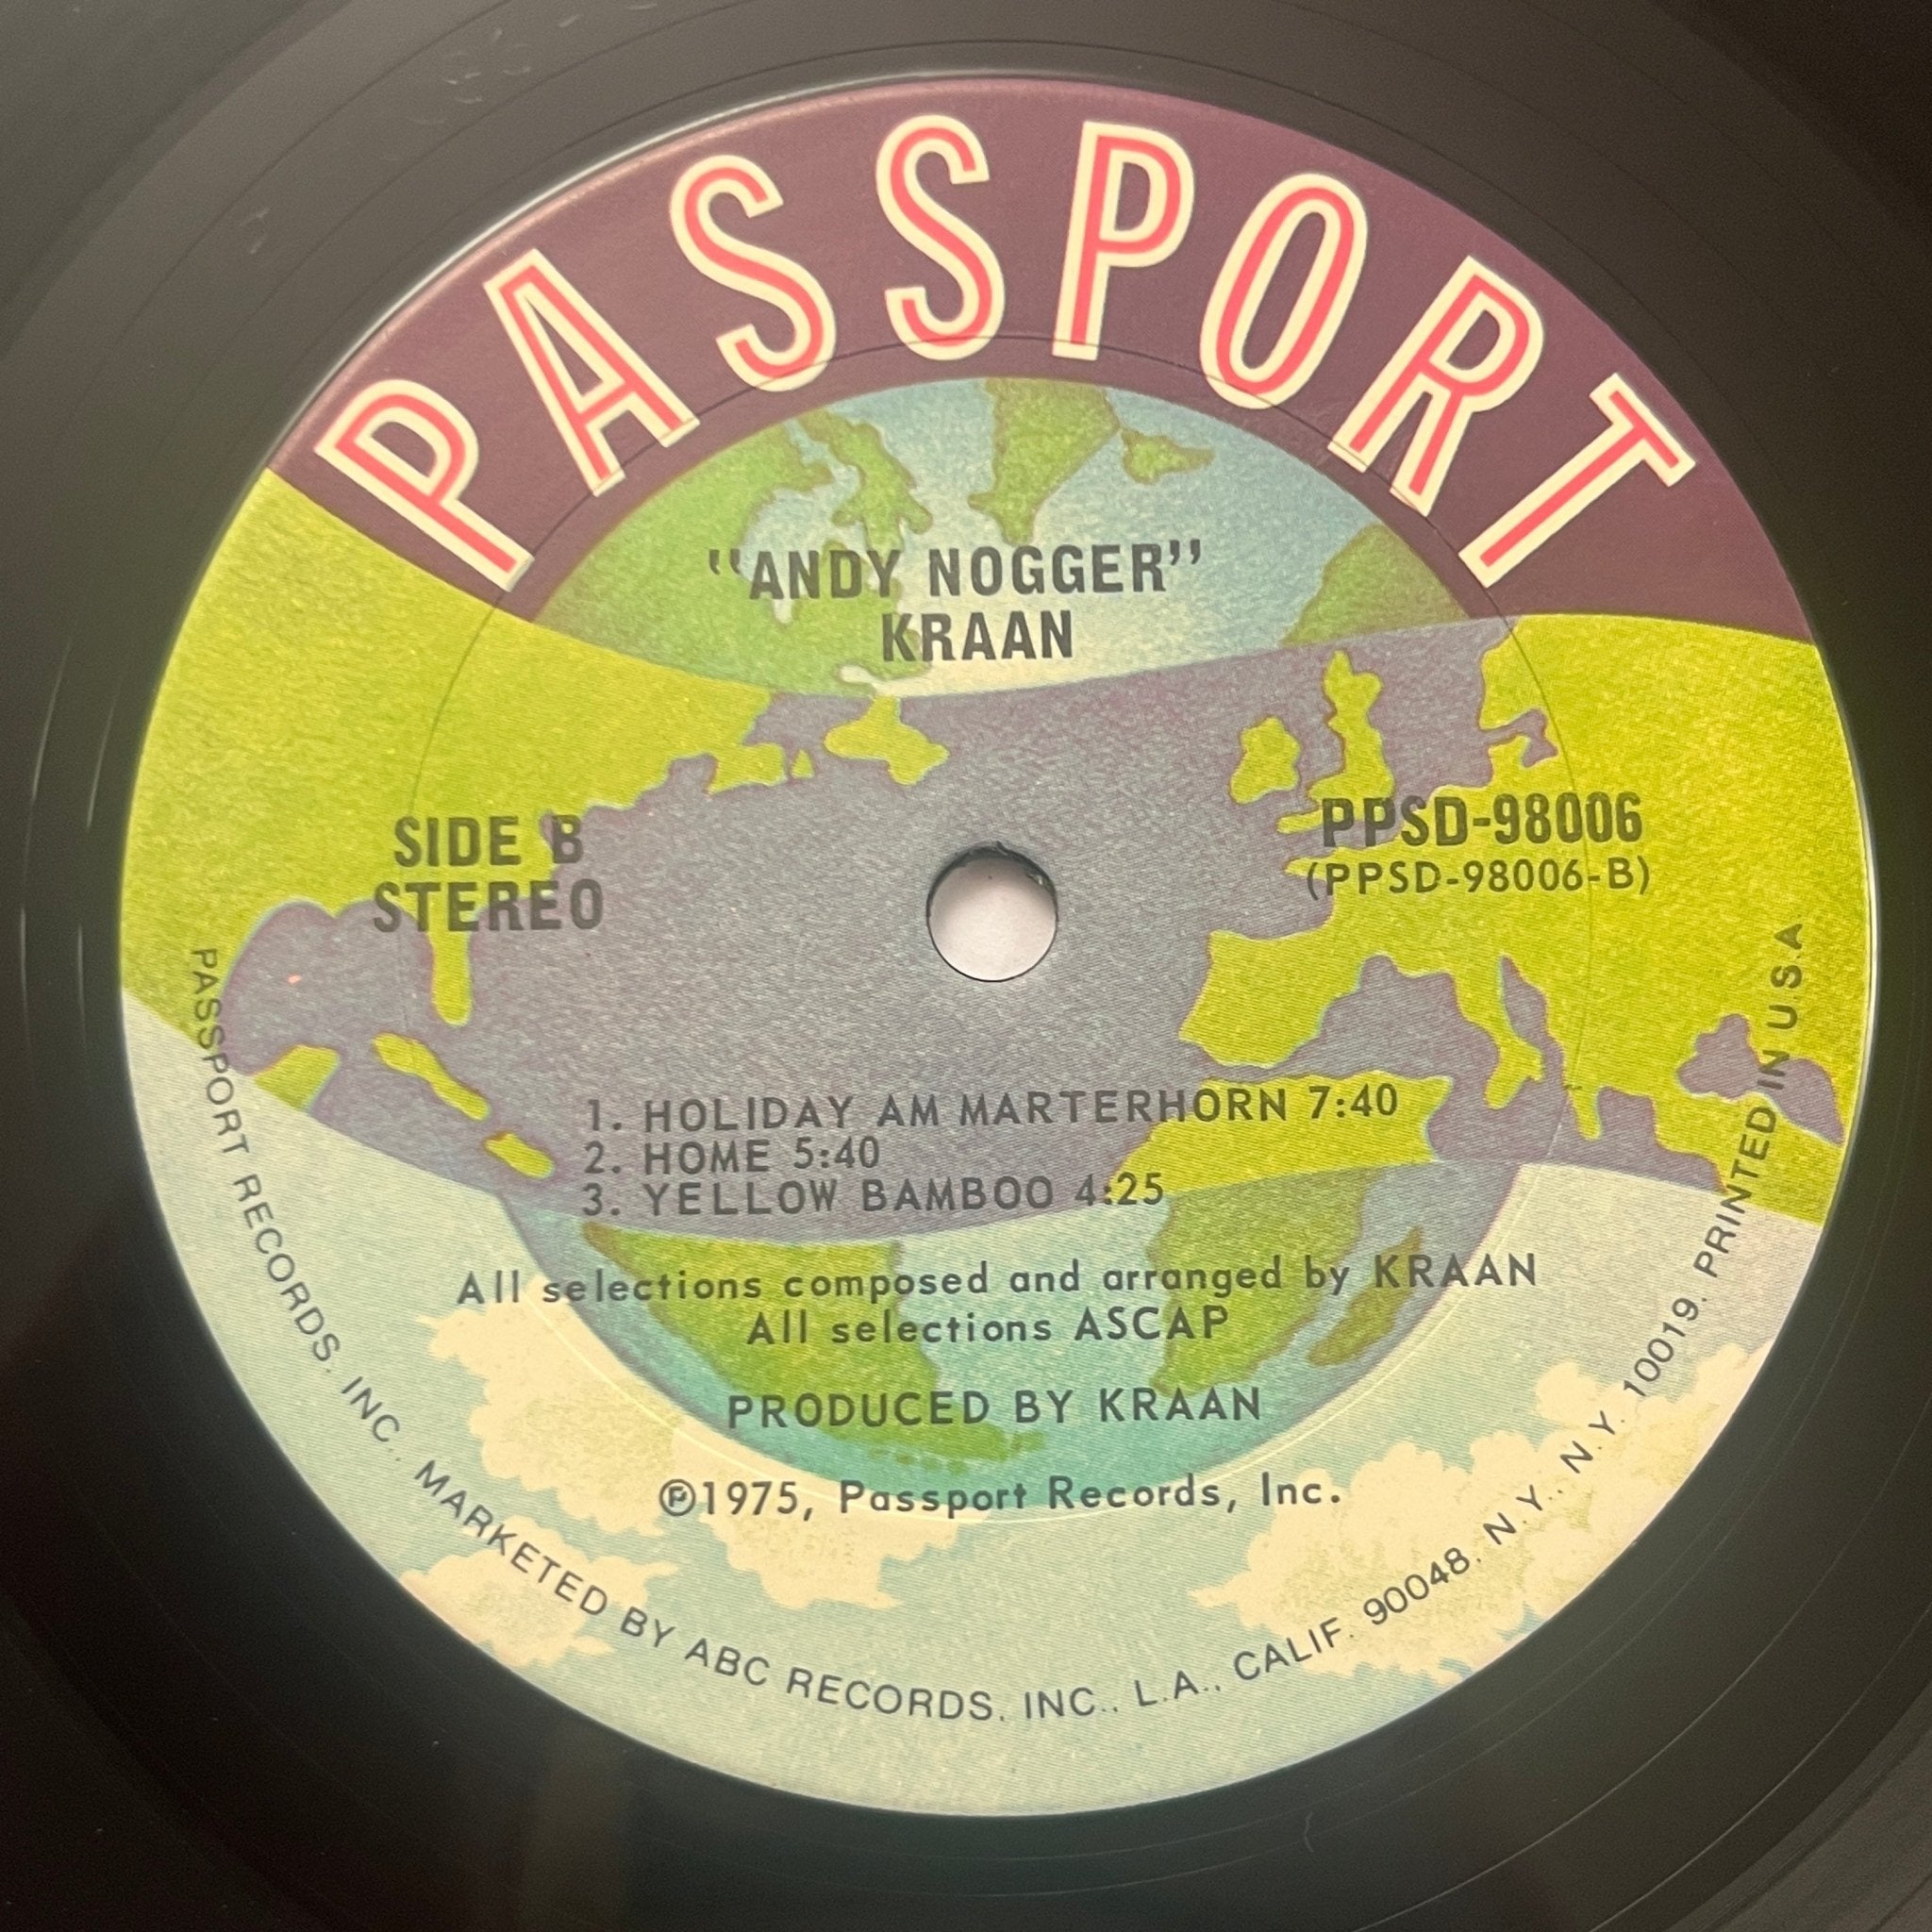 PASSPORT
"ANDY NOGGER"
KRAAN
SIDE B
STEREO
PPSD-98006
(PPSD-98006-B)
1. HOLIDAY AM MARTERHORN 7:40
2. HOME 5:40
3. YELLOW BAMBOO 4:25
All selections composed and arranged by KRAAN
All selections ASCAP
PRODUCED BY KRAAN
℗1975, Passport Records, Inc.
PASSPORT RECORDS, INC., MARKETED BY ABC RECORDS, INC., L.A., CALIF. 90048, N.Y., N.Y. 10019. PRINTED IN U.S.A